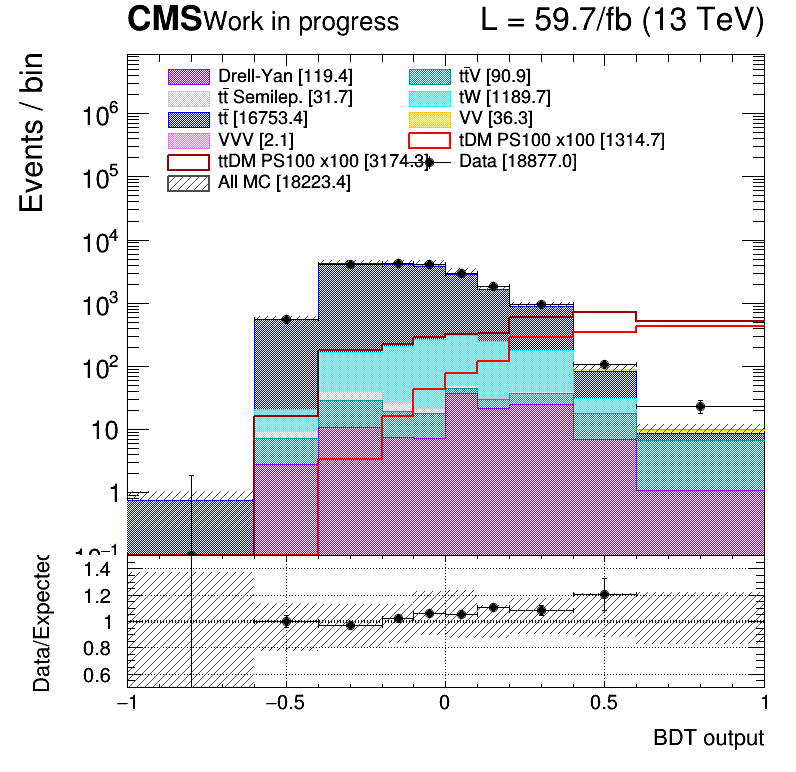 CMS Work in progress L = 59.7/fb (13 TeV)
Events / bin
Drell-Yan [119.4] tt̄V [90.9]
tt̄ Semilep. [31.7] tW [1189.7]
tt̄ [16753.4] VV [36.3]
VVV [2.1] tDM PS100 x100 [1314.7]
ttDM PS100 x100 [3174.3] Data [18877.0]
All MC [18223.4]
10⁶
10⁵
10⁴
10³
10²
10
1
10⁻¹
Data/Expected
1.4
1.2
1
0.8
0.6
−1 −0.5 0 0.5 1
BDT output